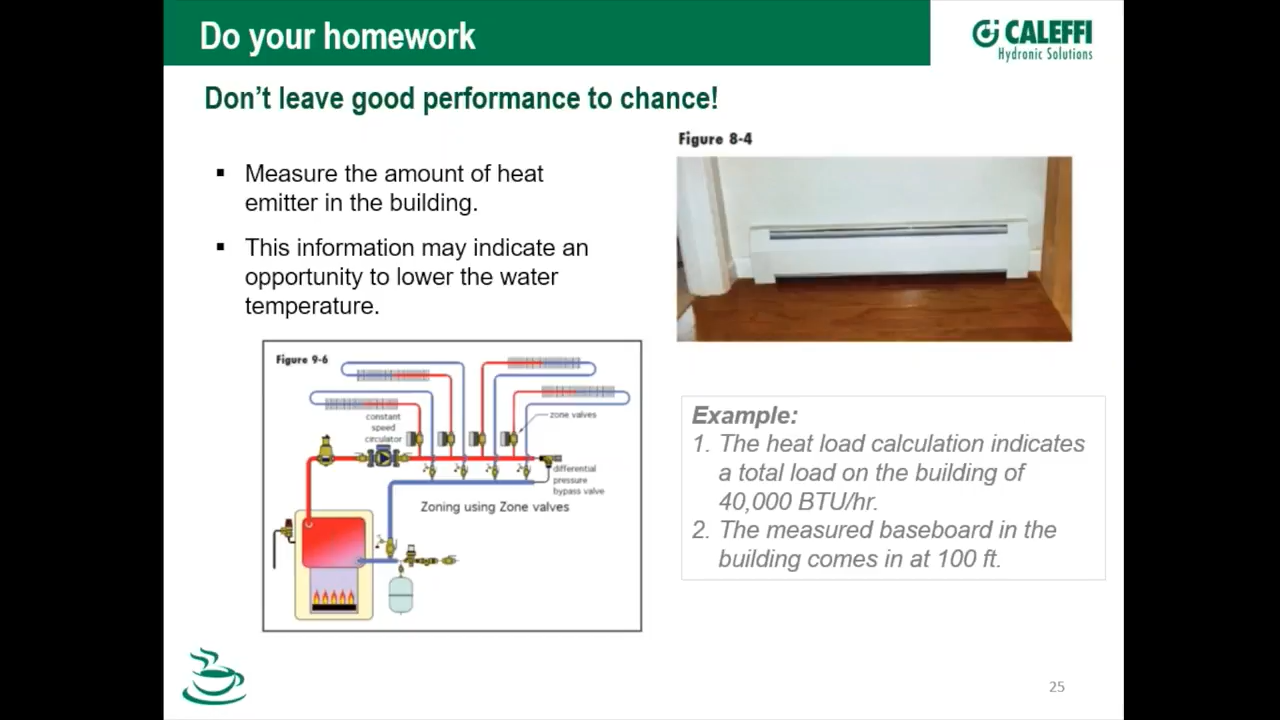 Do your homework
CALEFFI
Hydronic Solutions
Don't leave good performance to chance!
▪ Measure the amount of heat
emitter in the building.
▪ This information may indicate an
opportunity to lower the water
temperature.
Figure 8-4
Figure 9-6
constant
speed
circulator
zone valves
differential
pressure
bypass valve
Zoning using Zone valves
Example:
1. The heat load calculation indicates
a total load on the building of
40,000 BTU/hr.
2. The measured baseboard in the
building comes in at 100 ft.
25